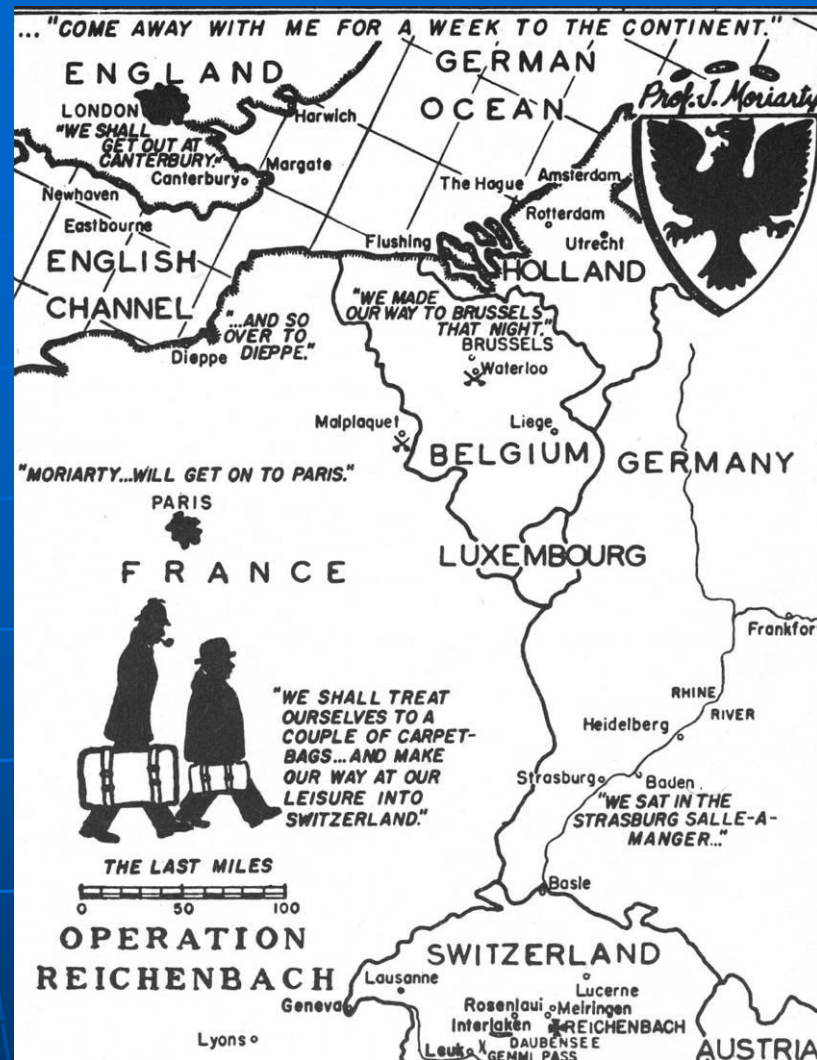 ..."COME AWAY WITH ME FOR A WEEK TO THE CONTINENT."
ENGLAND
GERMAN
OCEAN
Prof. J. Moriarty
LONDON
Harwich
"WE SHALL
GET OUT AT
CANTERBURY."
Margate
Canterbury
Newhaven
Eastbourne
ENGLISH
CHANNEL
The Hague
Amsterdam
Rotterdam
Utrecht
Flushing
HOLLAND
"...AND SO
OVER TO
DIEPPE."
Dieppe
"WE MADE
OUR WAY TO BRUSSELS
THAT NIGHT."
BRUSSELS
Waterloo
Malplaquet
Liege
BELGIUM
GERMANY
"MORIARTY...WILL GET ON TO PARIS."
PARIS
FRANCE
LUXEMBOURG
Frankfor
RHINE
RIVER
Heidelberg
Strasburg
Baden
"WE SAT IN THE
STRASBURG SALLE-A-
MANGER..."
"WE SHALL TREAT
OURSELVES TO A
COUPLE OF CARPET-
BAGS...AND MAKE
OUR WAY AT OUR
LEISURE INTO
SWITZERLAND."
THE LAST MILES
0 50 100
OPERATION
REICHENBACH
Basle
SWITZERLAND
Lausanne
Lucerne
Geneva
Rosenlaui
Meiringen
Interlaken
REICHENBACH
Lyons
Leuk
DAUBENSEE
GEMMI PASS
AUSTRIA